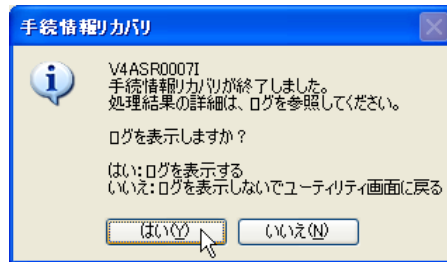 手続情報リカバリ
V4ASR0007I
手続情報リカバリが終了しました。
処理結果の詳細は、ログを参照してください。
ログを表示しますか？
はい:ログを表示する
いいえ:ログを表示しないでユーティリティ画面に戻る
はい(Y)
いいえ(N)